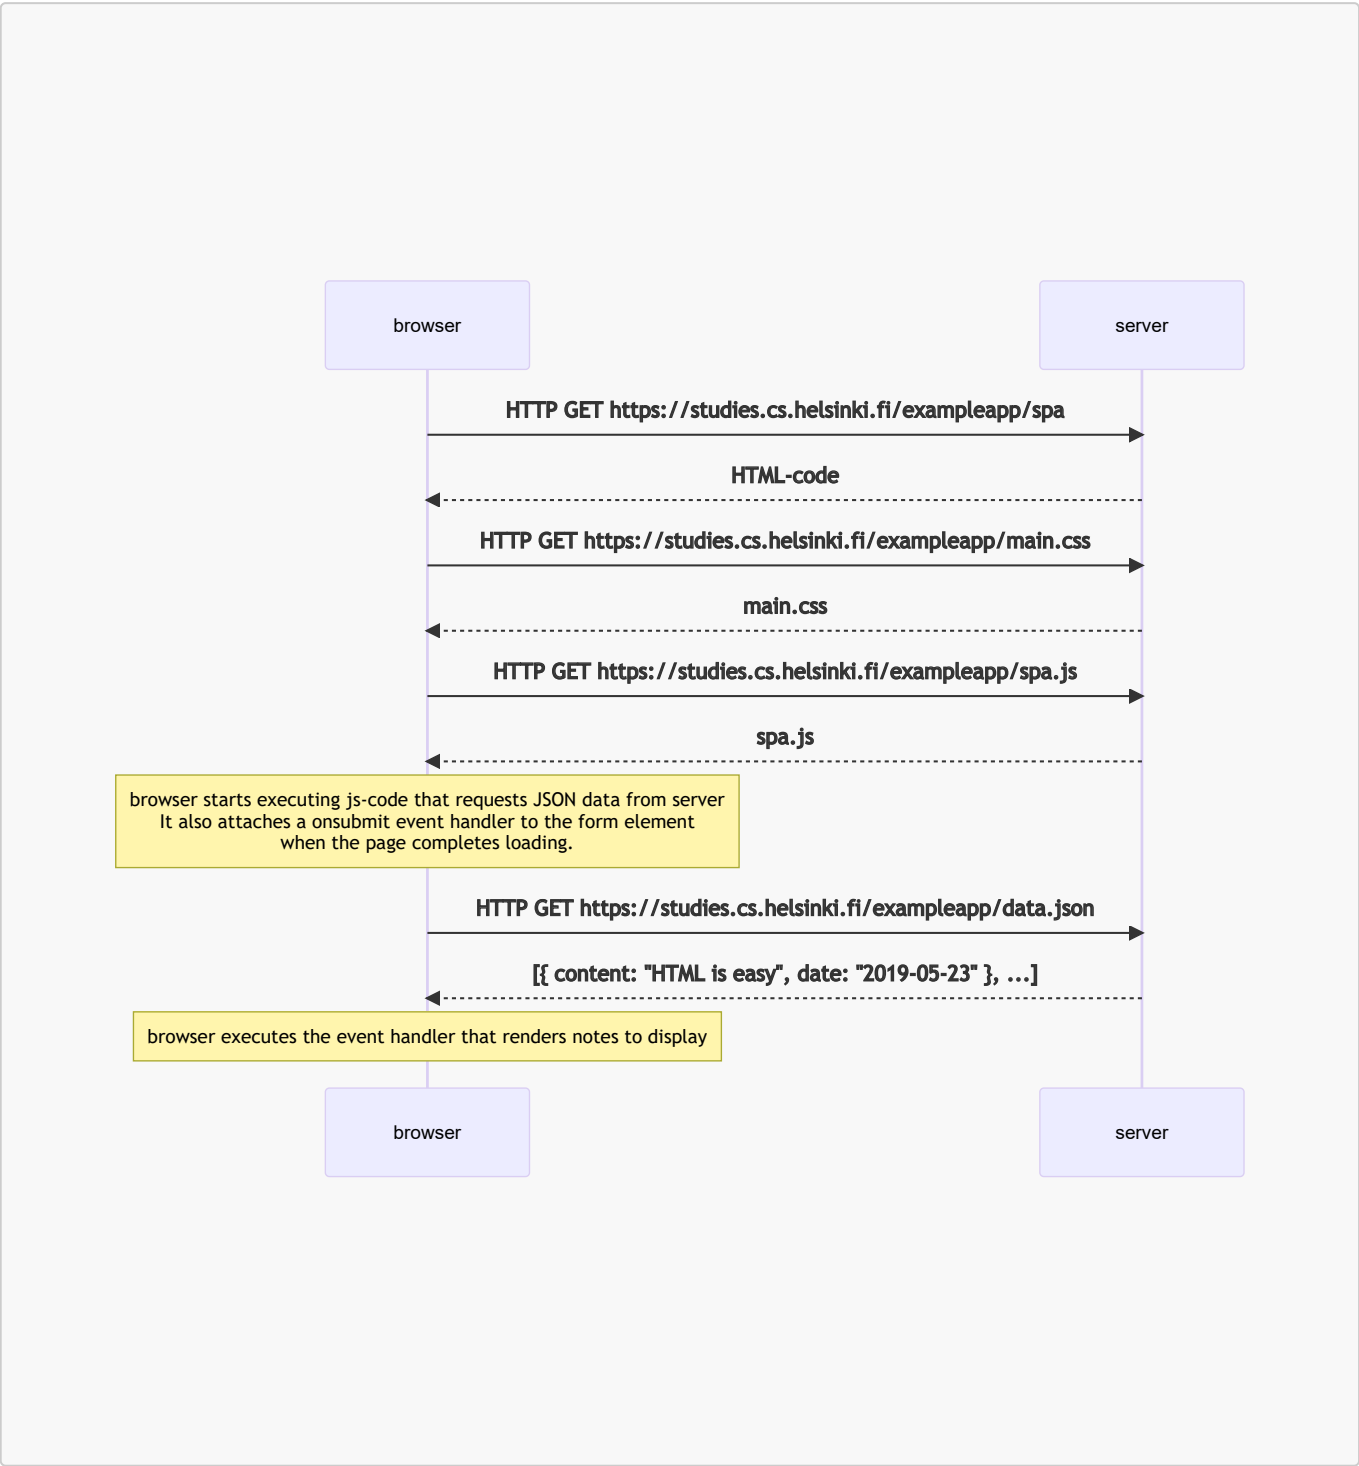 browser
server
HTTP GET https://studies.cs.helsinki.fi/exampleapp/spa
HTML-code
HTTP GET https://studies.cs.helsinki.fi/exampleapp/main.css
main.css
HTTP GET https://studies.cs.helsinki.fi/exampleapp/spa.js
spa.js
browser starts executing js-code that requests JSON data from server
It also attaches a onsubmit event handler to the form element
when the page completes loading.
HTTP GET https://studies.cs.helsinki.fi/exampleapp/data.json
[{ content: "HTML is easy", date: "2019-05-23" }, ...]
browser executes the event handler that renders notes to display
browser
server